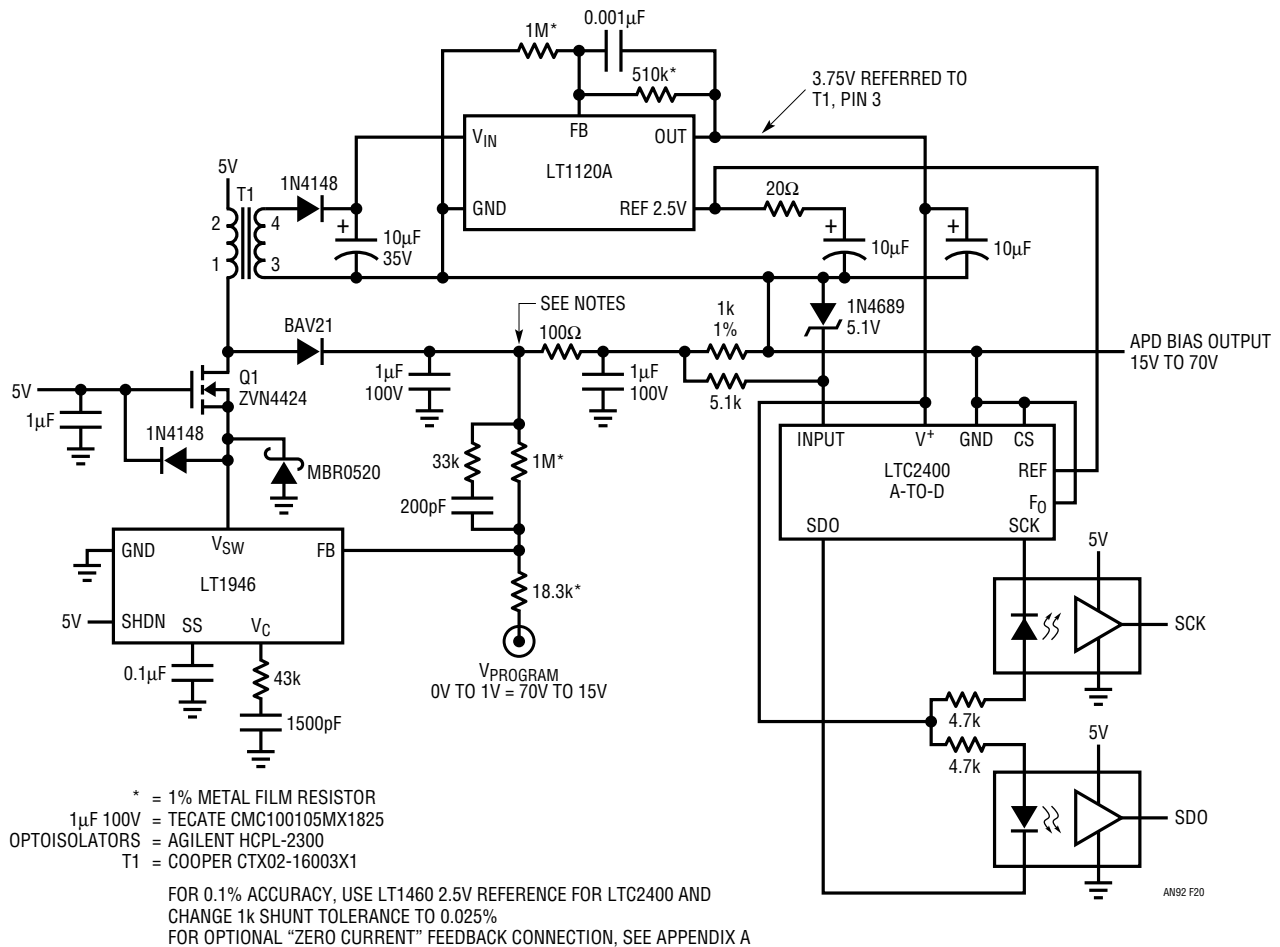 0.001µF
1M*
510k*
3.75V REFERRED TO
T1, PIN 3
VIN
FB
OUT
LT1120A
GND
REF 2.5V
5V
T1
1N4148
2
4
1
3
+
10µF
35V
20Ω
+
10µF
+
10µF
SEE NOTES
BAV21
100Ω
1k
1%
1N4689
5.1V
APD BIAS OUTPUT
15V TO 70V
1µF
100V
1µF
100V
5.1k
5V
Q1
ZVN4424
1µF
1N4148
MBR0520
33k
1M*
200pF
INPUT
V+
GND
CS
LTC2400
A-TO-D
REF
FO
SDO
SCK
GND
VSW
FB
LT1946
5V
SHDN
SS
VC
18.3k*
0.1µF
43k
1500pF
VPROGRAM
0V TO 1V = 70V TO 15V
5V
SCK
4.7k
4.7k
5V
SDO
* = 1% METAL FILM RESISTOR
1µF 100V = TECATE CMC100105MX1825
OPTOISOLATORS = AGILENT HCPL-2300
T1 = COOPER CTX02-16003X1
FOR 0.1% ACCURACY, USE LT1460 2.5V REFERENCE FOR LTC2400 AND
CHANGE 1k SHUNT TOLERANCE TO 0.025%
FOR OPTIONAL “ZERO CURRENT” FEEDBACK CONNECTION, SEE APPENDIX A
AN92 F20